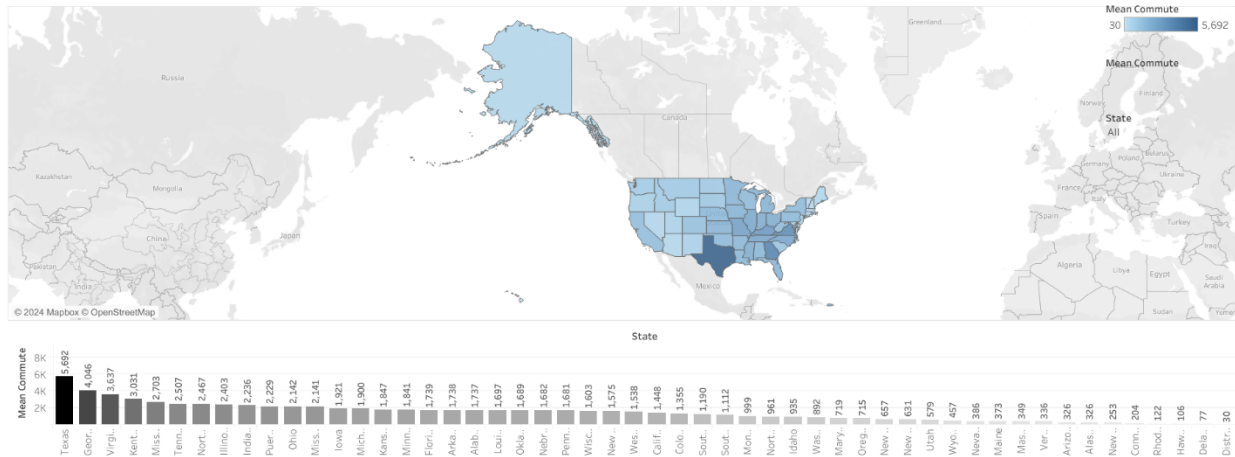 Mean Commute
30 5,692
Mean Commute
State
All
Greenland
Russia
Canada
Norway
Finland
Kazakhstan
Mongolia
China
Japan
Pakistan
India
Germany
Poland
Belarus
Ukraine
France
Italy
Spain
Turkey
Iraq
Algeria
Libya
Egypt
Saudi
Arabia
Sudan
Yemen
Mexico
© 2024 Mapbox © OpenStreetMap
State
Mean Commute
8K
6K
4K
2K
5,692 4,046 3,637 3,031 2,703 2,507 2,467 2,403 2,236 2,229 2,142 2,141 1,921 1,900 1,847 1,841 1,739 1,738 1,737 1,697 1,689 1,682 1,681 1,603 1,575 1,538 1,448 1,355 1,190 1,112 999 961 935 892 719 715 657 631 579 457 386 373 349 336 326 326 253 204 122 106 77 30
Texas Geor.. Virgi.. Kent.. Miss.. Tenn.. Nort.. Illino.. India.. Puer.. Ohio Miss.. Iowa Mich.. Kans.. Minn.. Flori.. Arka.. Alab.. Loui.. Okla.. Nebr.. Penn.. Wisc.. New .. Wes.. Calif.. Colo.. Sout.. Sout.. Mon.. Nort.. Idaho Was.. Mary.. Oreg.. New .. New .. Utah Wyo.. Neva.. Maine Mas.. Ver.. Arizo.. Alas.. New .. Conn.. Rhod.. Haw.. Dela.. Distr..